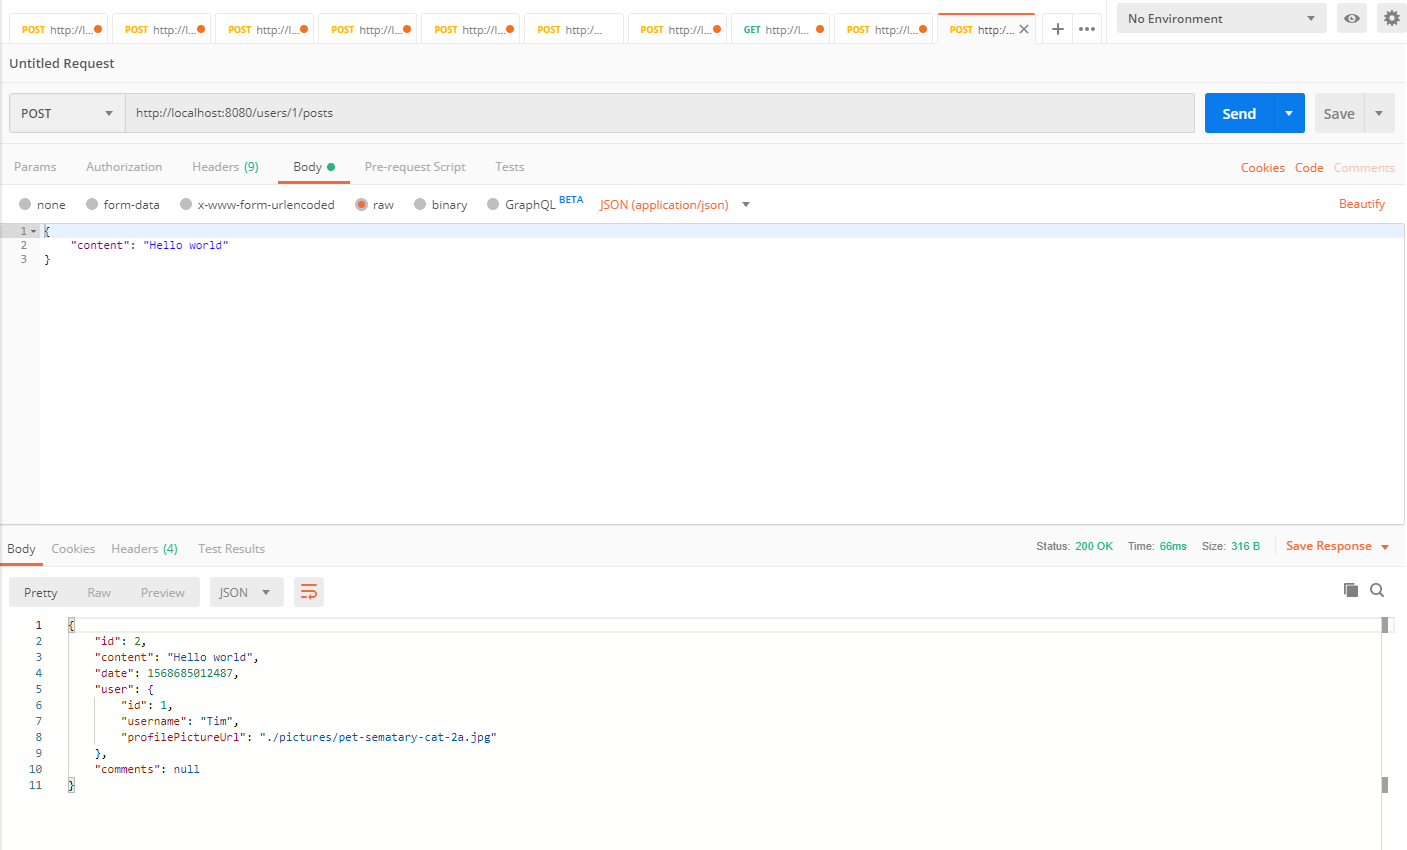 POST http://l... POST http://l... POST http://l... POST http://l... POST http://l... POST http:/... POST http://l... GET http://l... POST http://l... POST http:/... No Environment
Untitled Request
POST http://localhost:8080/users/1/posts Send Save
Params Authorization Headers (9) Body Pre-request Script Tests Cookies Code Comments
none form-data x-www-form-urlencoded raw binary GraphQL BETA JSON (application/json) Beautify
1 {
2 "content": "Hello world"
3 }
Body Cookies Headers (4) Test Results Status: 200 OK Time: 66ms Size: 316 B Save Response
Pretty Raw Preview JSON
1 {
2 "id": 2,
3 "content": "Hello world",
4 "date": 1568685012487,
5 "user": {
6 "id": 1,
7 "username": "Tim",
8 "profilePictureUrl": "./pictures/pet-sematary-cat-2a.jpg"
9 },
10 "comments": null
11 }